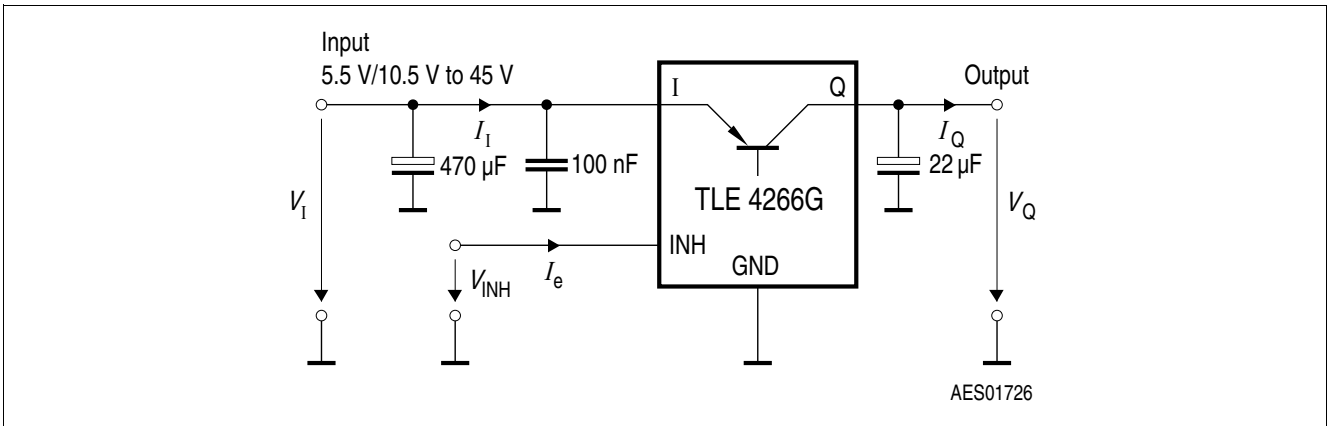 Input
5.5 V/10.5 V to 45 V
Output
I
Q
I_I
I_Q
470 µF
100 nF
22 µF
TLE 4266G
V_I
V_Q
INH
I_e
V_INH
GND
AES01726